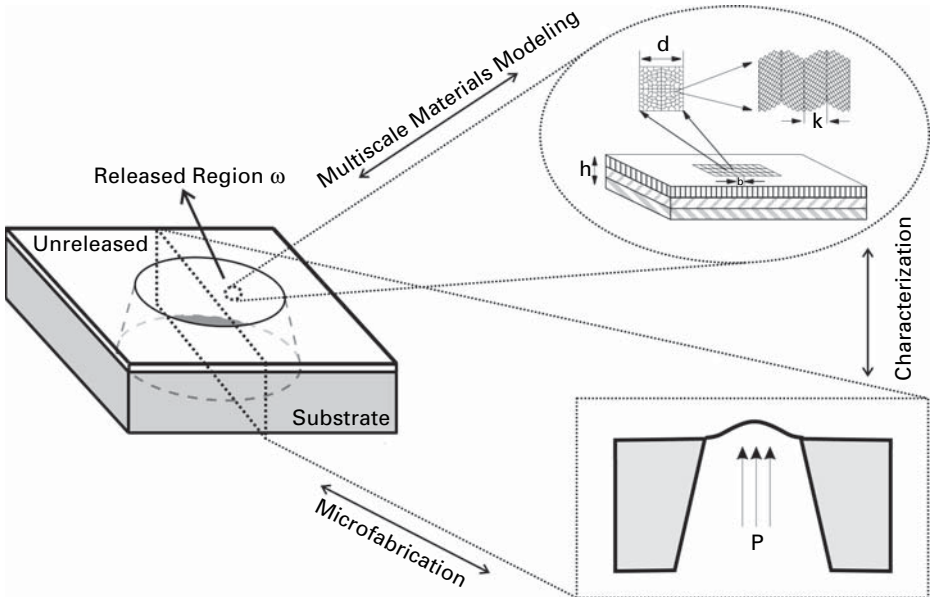 Multiscale Materials Modeling
d
k
h
b
Released Region ω
Unreleased
Substrate
Characterization
Microfabrication
P